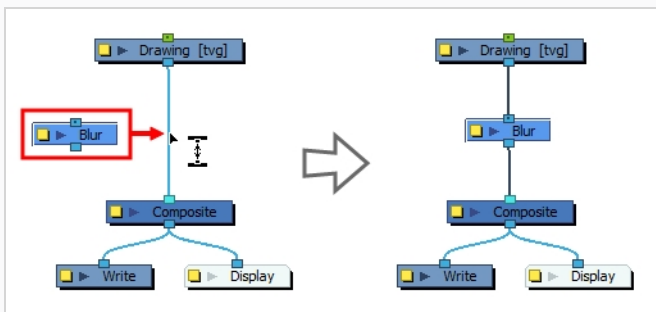 Drawing [tvg]
Blur
Composite
Write
Display
Drawing [tvg]
Blur
Composite
Write
Display